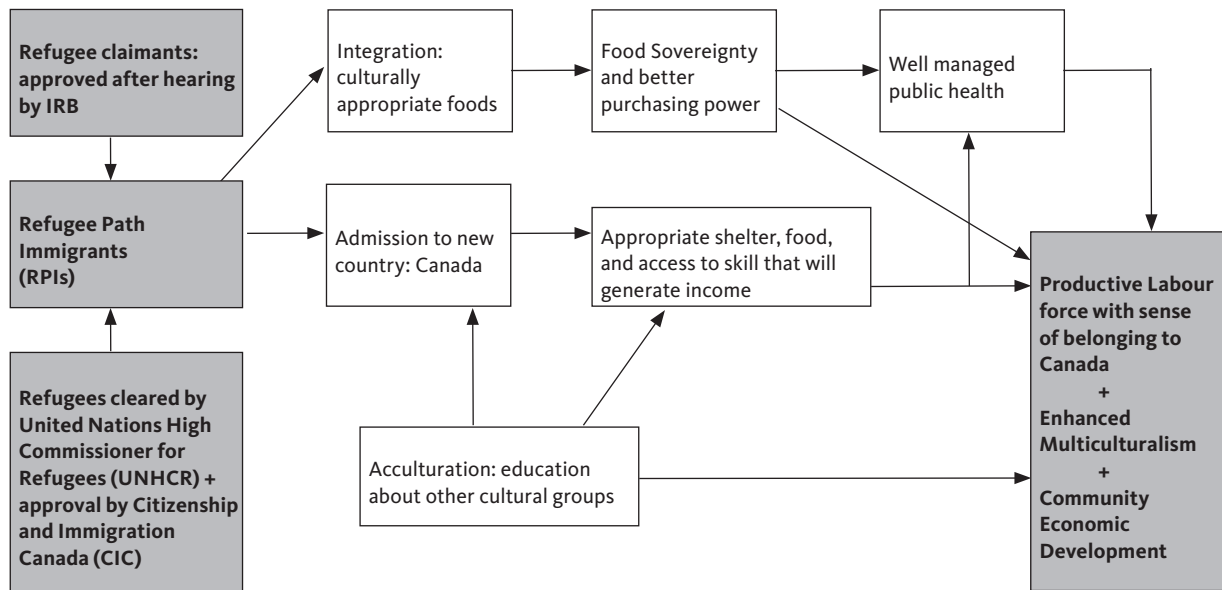 Refugee claimants:
approved after hearing
by IRB
Integration:
culturally
appropriate foods
Food Sovereignty
and better
purchasing power
Well managed
public health
Refugee Path
Immigrants
(RPIs)
Admission to new
country: Canada
Appropriate shelter, food,
and access to skill that will
generate income
Refugees cleared by
United Nations High
Commissioner for
Refugees (UNHCR) +
approval by Citizenship
and Immigration
Canada (CIC)
Acculturation: education
about other cultural groups
Productive Labour
force with sense
of belonging to
Canada
+
Enhanced
Multiculturalism
+
Community
Economic
Development